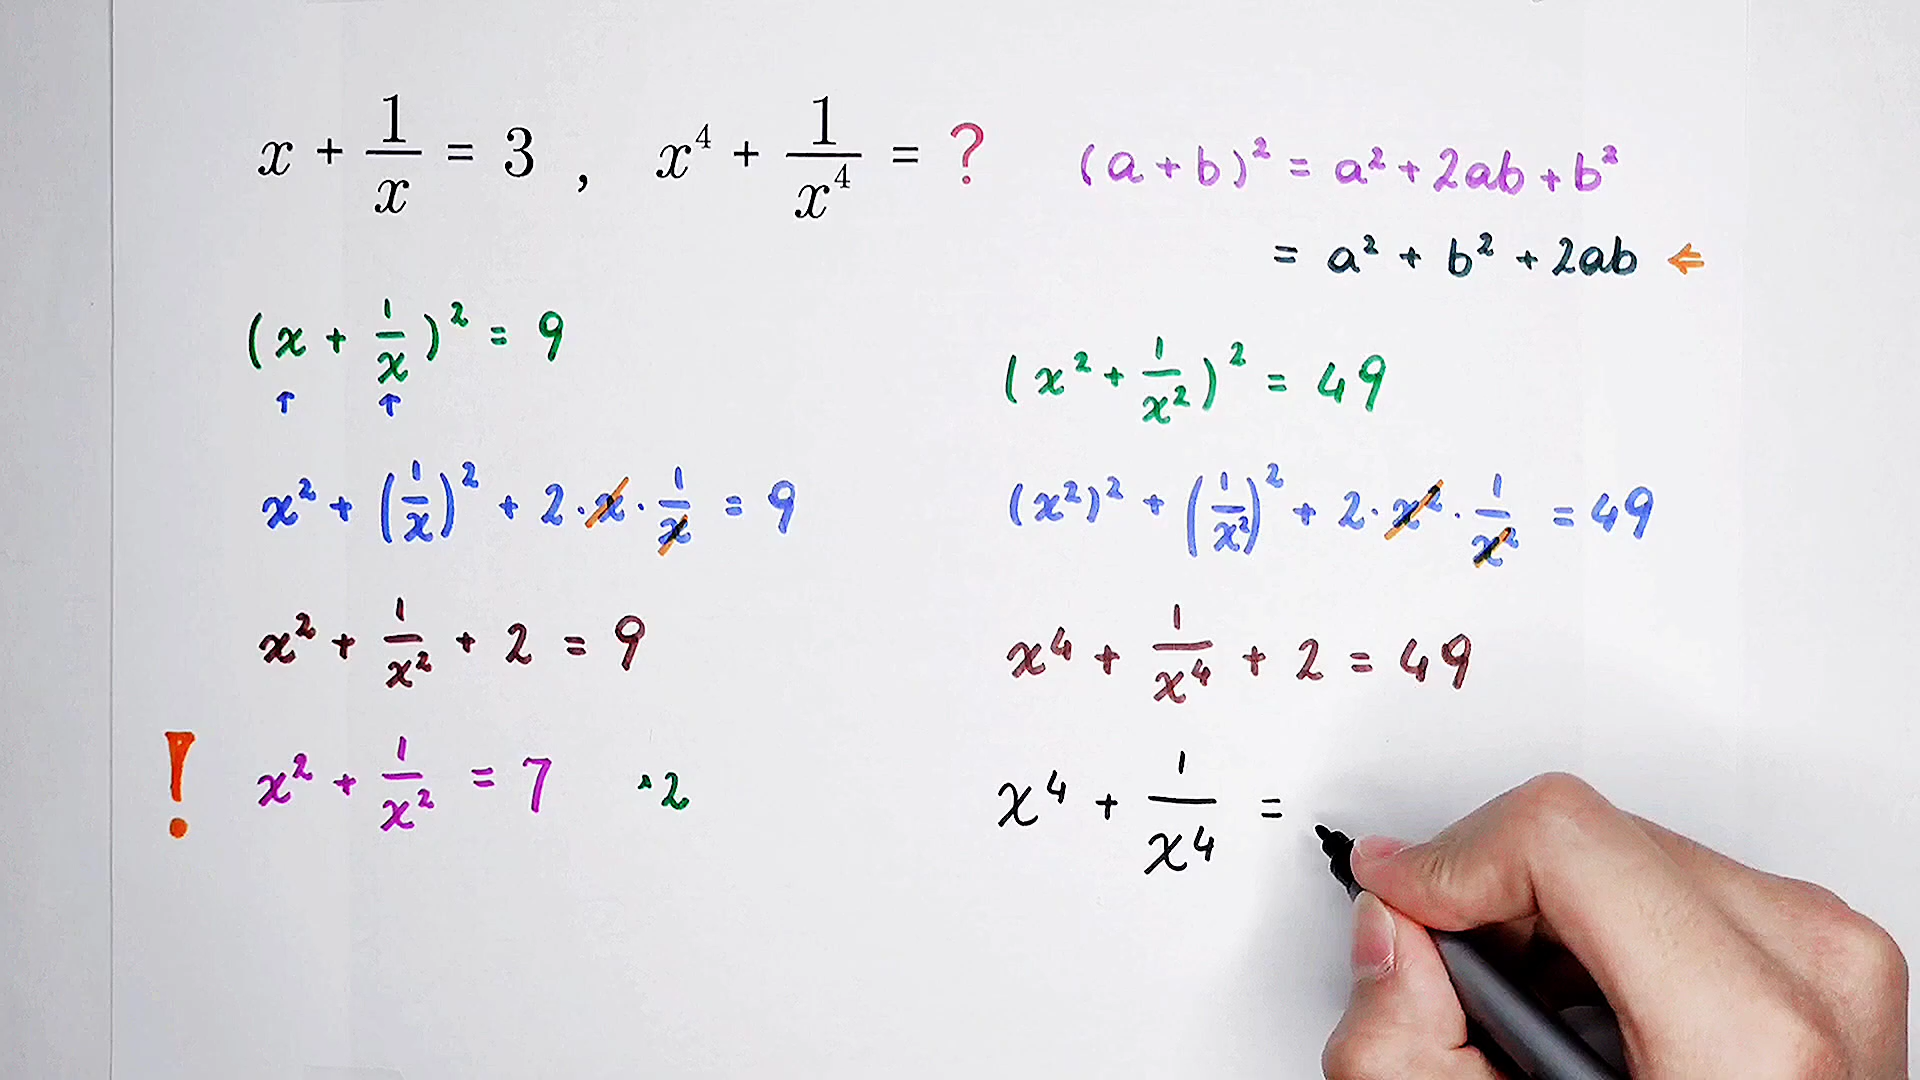 x + 1/x = 3 , x⁴ + 1/x⁴ = ?
(a + b)² = a² + 2ab + b²
= a² + b² + 2ab ⇐
(x + 1/x)² = 9
↑ ↑
x² + (1/x)² + 2 · x · 1/x = 9
x² + 1/x² + 2 = 9
! x² + 1/x² = 7 ^2
(x² + 1/x²)² = 49
(x²)² + (1/x²)² + 2 · x² · 1/x² = 49
x⁴ + 1/x⁴ + 2 = 49
x⁴ + 1/x⁴ =